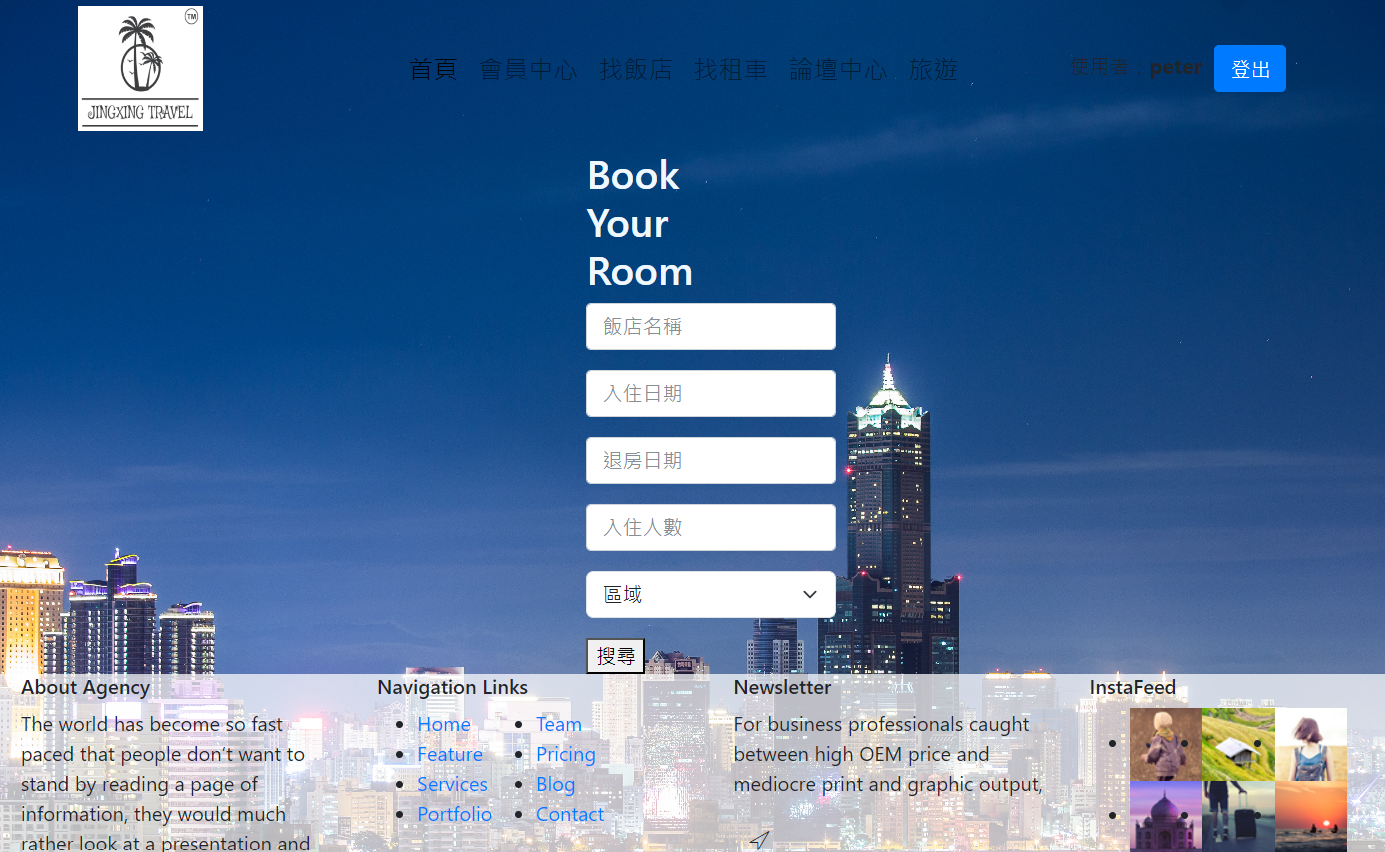 TM
JINGXING TRAVEL
首頁 會員中心 找飯店 找租車 論壇中心 旅遊
使用者 : peter 登出
Book
Your
Room
飯店名稱
入住日期
退房日期
入住人數
區域
搜尋
About Agency
The world has become so fast
paced that people don’t want to
stand by reading a page of
information, they would much
rather look at a presentation and
Navigation Links
Home
Feature
Services
Portfolio
Team
Pricing
Blog
Contact
Newsletter
For business professionals caught
between high OEM price and
mediocre print and graphic output,
InstaFeed